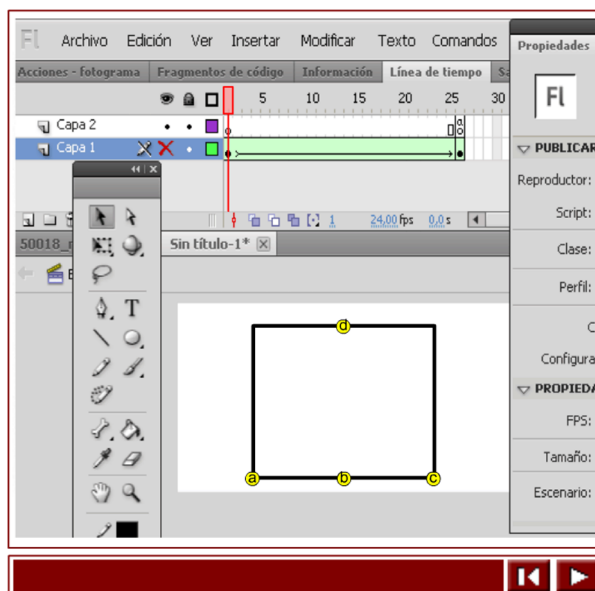 Fl Archivo Edición Ver Insertar Modificar Texto Comandos
Propiedades
Acciones - fotograma Fragmentos de código Información Línea de tiempo
5 10 15 20 25 30
Fl
Capa 2
Capa 1
PUBLICAR
Reproductor:
Script:
1 24,00 fps 0,0 s
Sin título-1*
Clase:
Perfil:
d
Configura
PROPIEDA
FPS:
Tamaño:
a b c
Escenario:
T